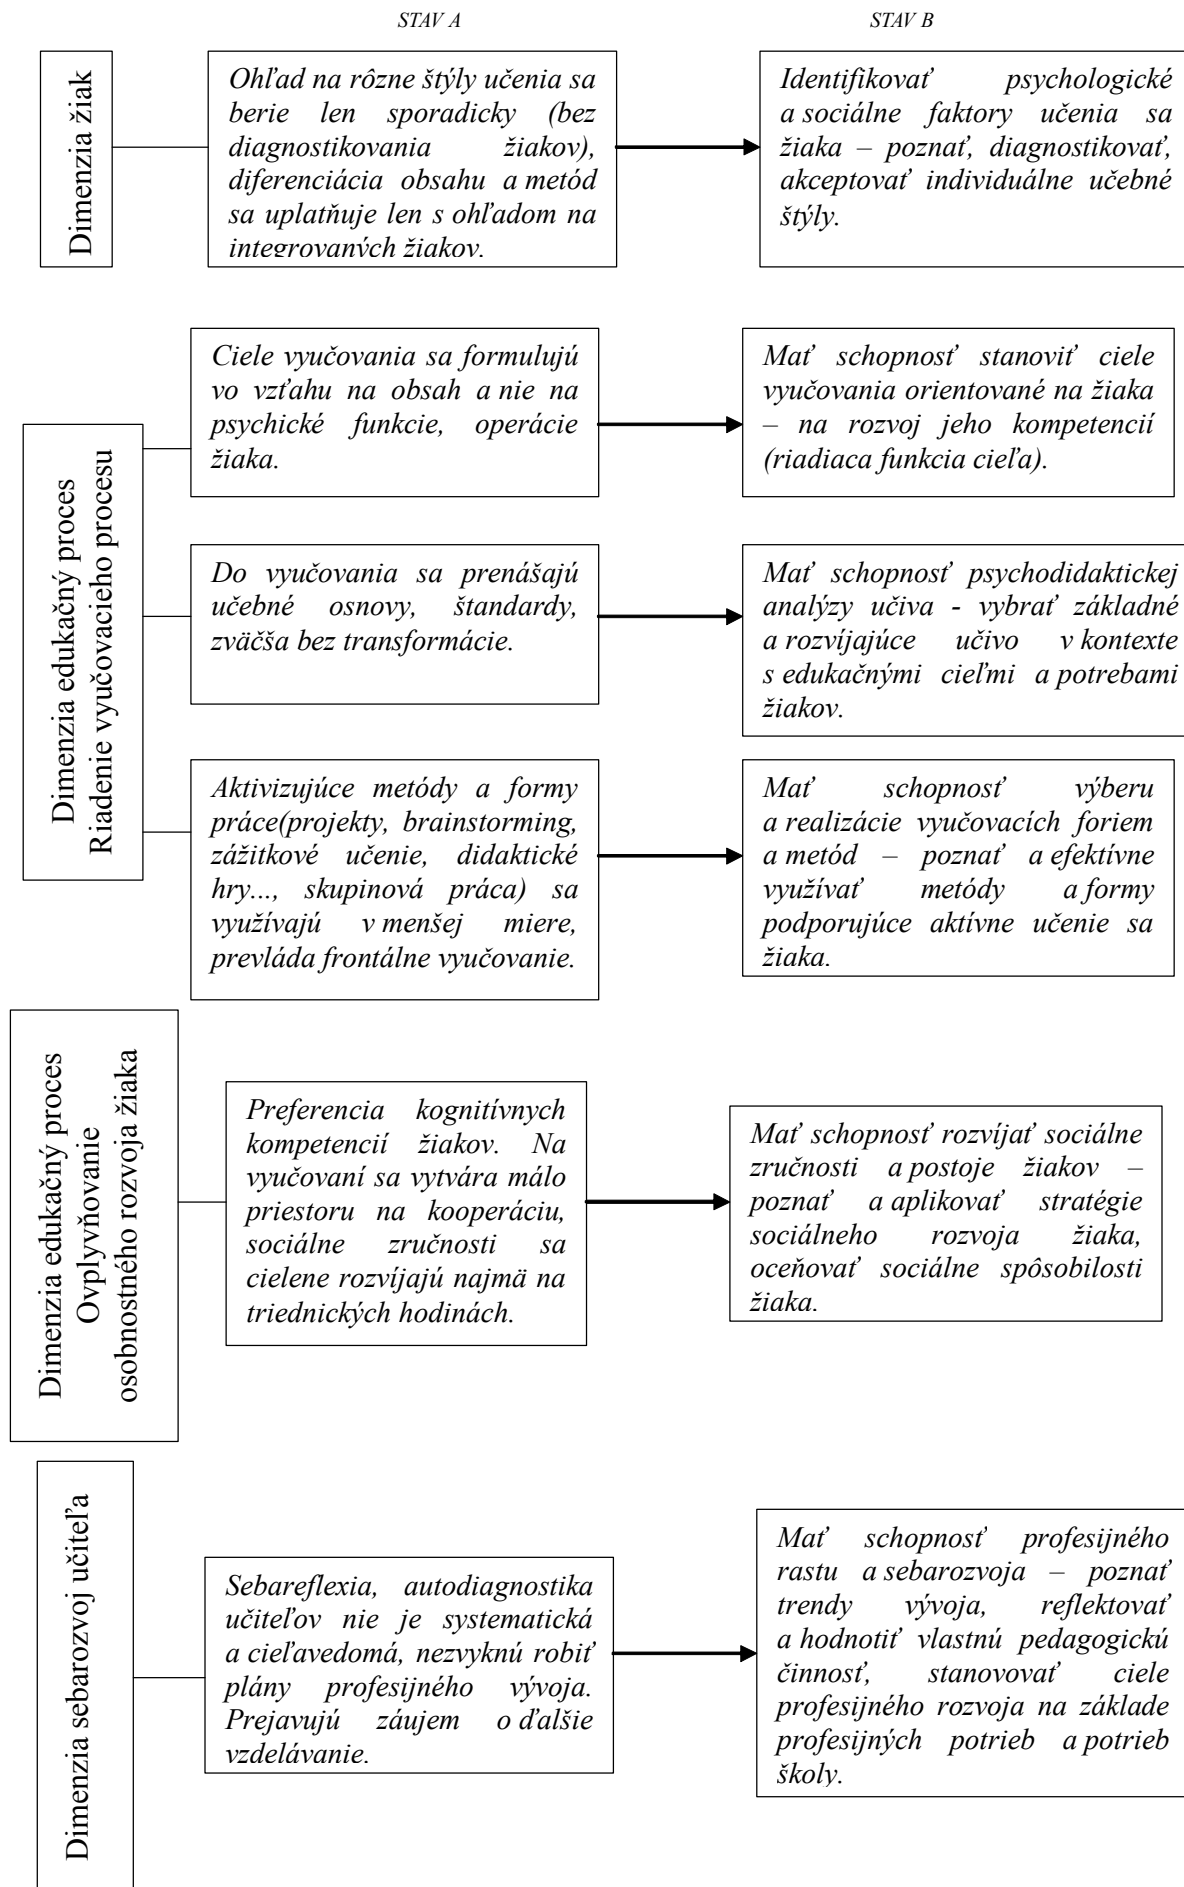 STAV A
STAV B
Dimenzia žiak
Ohľad na rôzne štýly učenia sa
berie len sporadicky (bez
diagnostikovania žiakov),
diferenciácia obsahu a metód
sa uplatňuje len s ohľadom na
integrovaných žiakov.
Identifikovať psychologické
a sociálne faktory učenia sa
žiaka – poznať, diagnostikovať,
akceptovať individuálne učebné
štýly.
Dimenzia edukačný proces
Riadenie vyučovacieho procesu
Ciele vyučovania sa formulujú
vo vzťahu na obsah a nie na
psychické funkcie, operácie
žiaka.
Mať schopnosť stanoviť ciele
vyučovania orientované na žiaka
– na rozvoj jeho kompetencií
(riadiaca funkcia cieľa).
Do vyučovania sa prenášajú
učebné osnovy, štandardy,
zväčša bez transformácie.
Mať schopnosť psychodidaktickej
analýzy učiva - vybrať základné
a rozvíjajúce učivo v kontexte
s edukačnými cieľmi a potrebami
žiakov.
Aktivizujúce metódy a formy
práce(projekty, brainstorming,
zážitkové učenie, didaktické
hry..., skupinová práca) sa
využívajú v menšej miere,
prevláda frontálne vyučovanie.
Mať schopnosť výberu
a realizácie vyučovacích foriem
a metód – poznať a efektívne
využívať metódy a formy
podporujúce aktívne učenie sa
žiaka.
Dimenzia edukačný proces
Ovplyvňovanie
osobnostného rozvoja žiaka
Preferencia kognitívnych
kompetencií žiakov. Na
vyučovaní sa vytvára málo
priestoru na kooperáciu,
sociálne zručnosti sa
cielene rozvíjajú najmä na
triednických hodinách.
Mať schopnosť rozvíjať sociálne
zručnosti a postoje žiakov –
poznať a aplikovať stratégie
sociálneho rozvoja žiaka,
oceňovať sociálne spôsobilosti
žiaka.
Dimenzia sebarozvoj učiteľa
Sebareflexia, autodiagnostika
učiteľov nie je systematická
a cieľavedomá, nezvyknú robiť
plány profesijného vývoja.
Prejavujú záujem o ďalšie
vzdelávanie.
Mať schopnosť profesijného
rastu a sebarozvoja – poznať
trendy vývoja, reflektovať
a hodnotiť vlastnú pedagogickú
činnosť, stanovovať ciele
profesijného rozvoja na základe
profesijných potrieb a potrieb
školy.